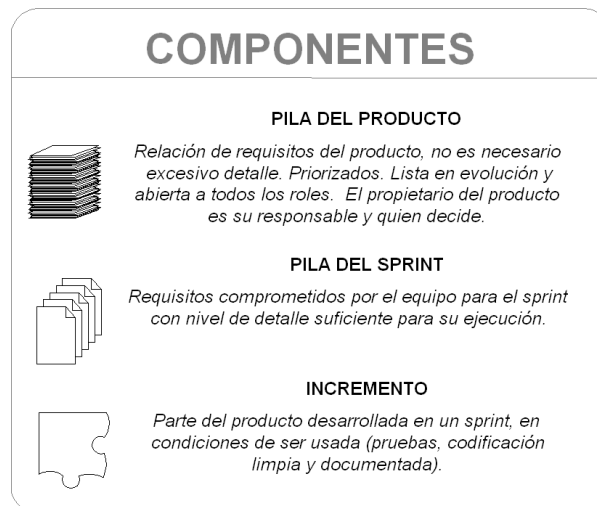 COMPONENTES
PILA DEL PRODUCTO
Relación de requisitos del producto, no es necesario
excesivo detalle. Priorizados. Lista en evolución y
abierta a todos los roles. El propietario del producto
es su responsable y quien decide.
PILA DEL SPRINT
Requisitos comprometidos por el equipo para el sprint
con nivel de detalle suficiente para su ejecución.
INCREMENTO
Parte del producto desarrollada en un sprint, en
condiciones de ser usada (pruebas, codificación
limpia y documentada).